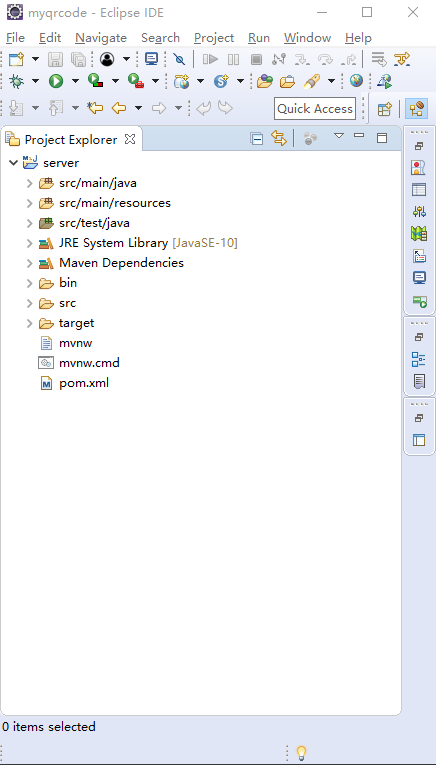 myqrcode - Eclipse IDE
File Edit Navigate Search Project Run Window Help
Quick Access
Project Explorer
server
src/main/java
src/main/resources
src/test/java
JRE System Library [JavaSE-10]
Maven Dependencies
bin
src
target
mvnw
mvnw.cmd
pom.xml
0 items selected